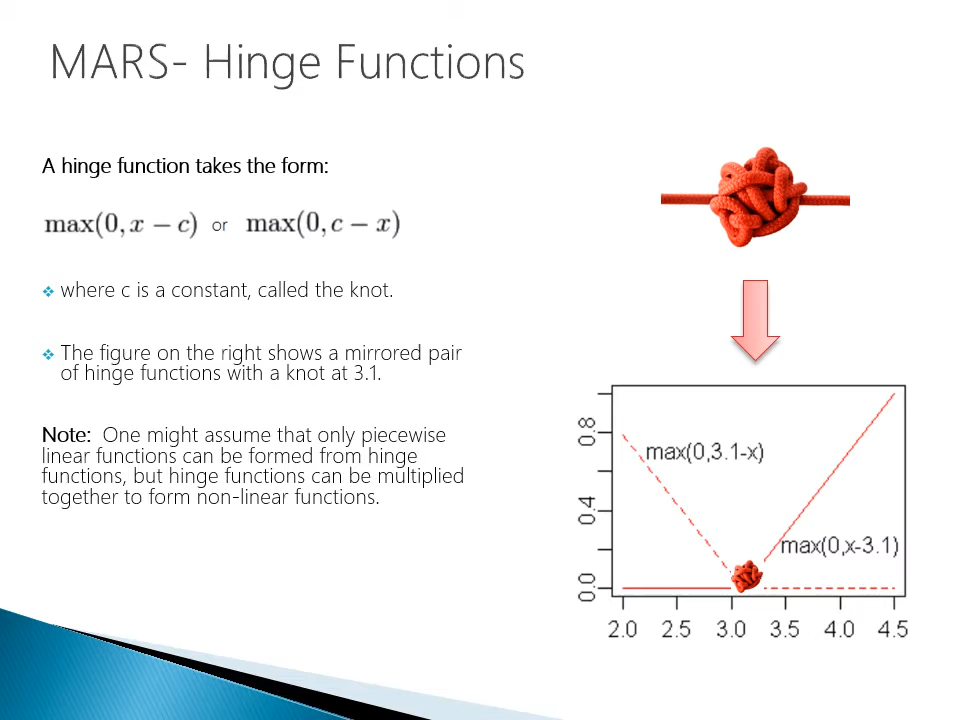 MARS- Hinge Functions
A hinge function takes the form:
max(0, x − c) or max(0, c − x)
where c is a constant, called the knot.
The figure on the right shows a mirrored pair
of hinge functions with a knot at 3.1.
Note: One might assume that only piecewise
linear functions can be formed from hinge
functions, but hinge functions can be multiplied
together to form non-linear functions.
0.8
0.4
0.0
max(0,3.1-x)
max(0,x-3.1)
2.0 2.5 3.0 3.5 4.0 4.5